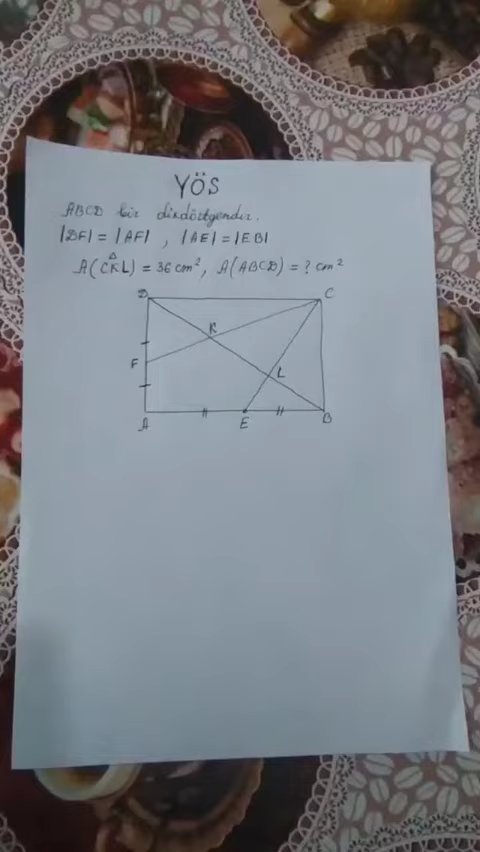 YÖS
ABCD bir dikdörtgendir.
|DF| = |AF| , |AE| = |EB|
A(CKL) = 36 cm², A(ABCD) = ? cm²
D C
K
F L
A E B